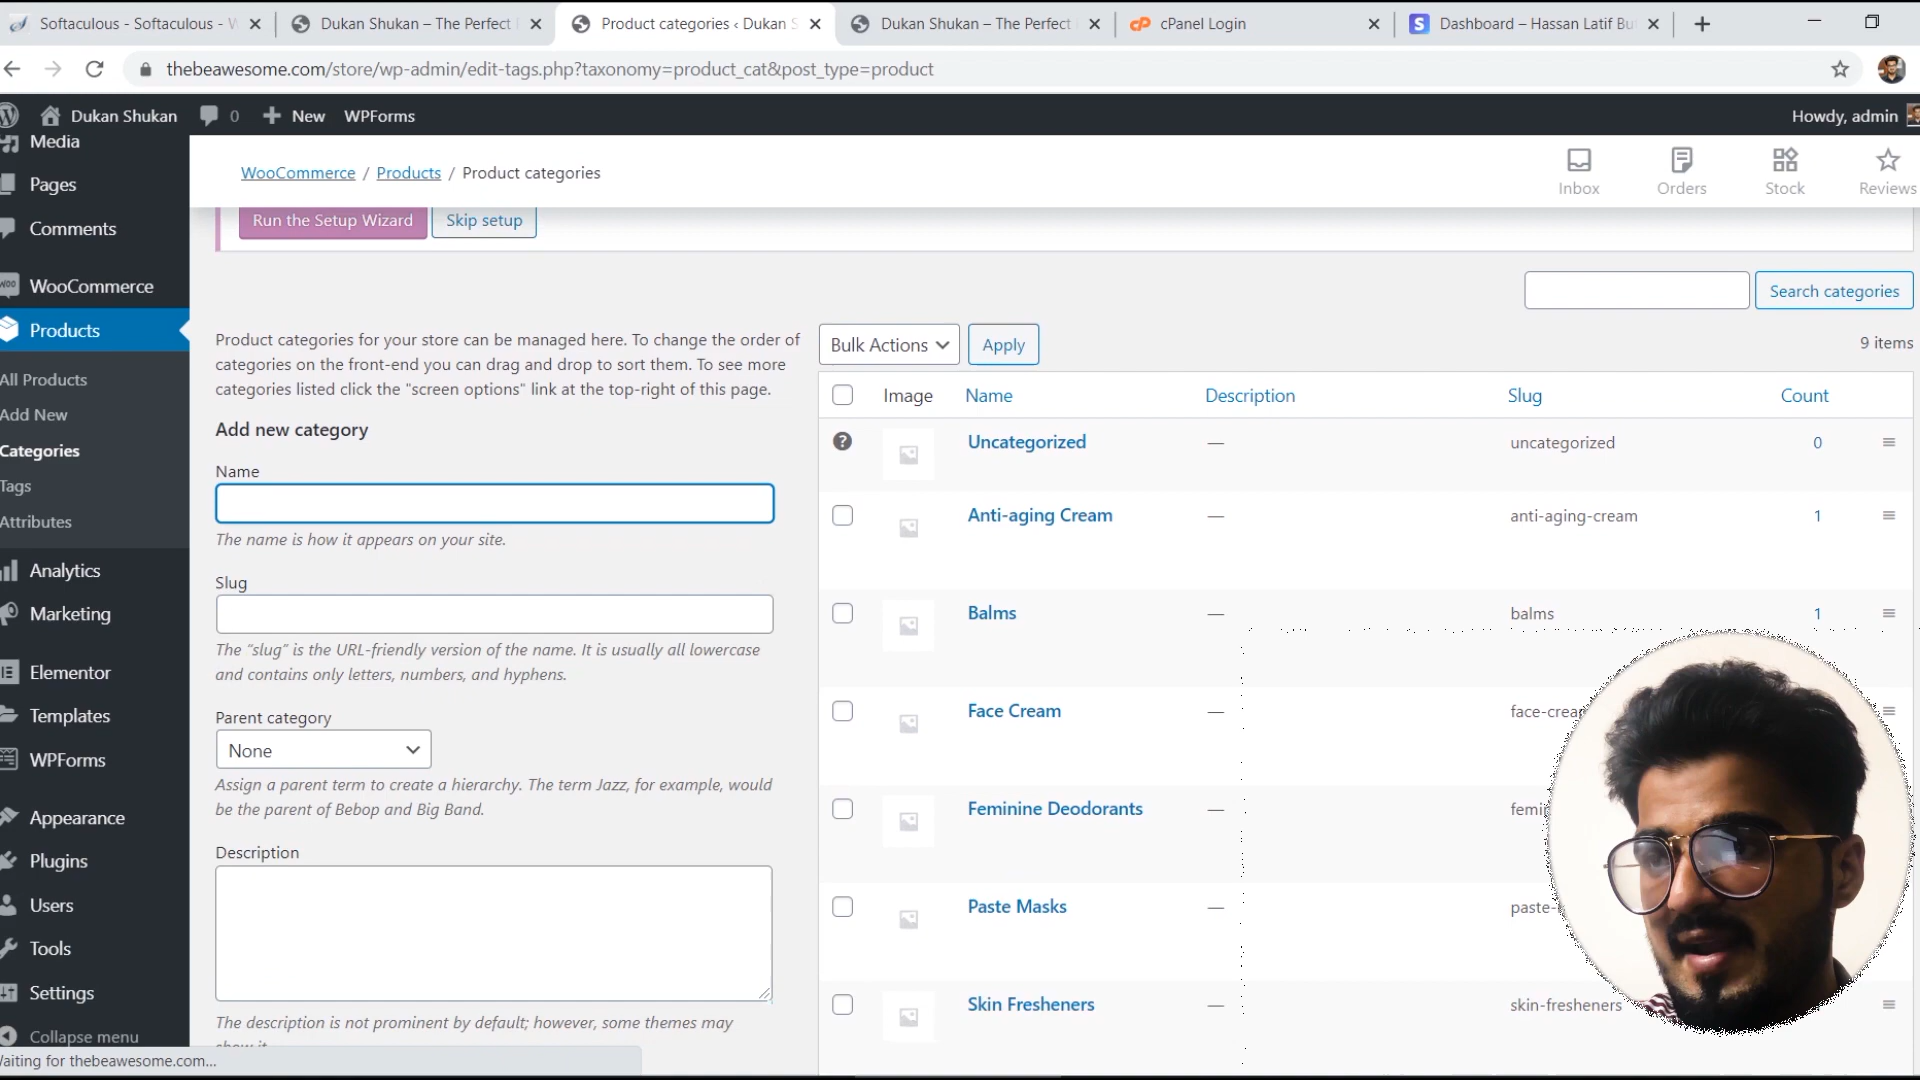 Softaculous - Softaculous - W
Dukan Shukan – The Perfect
Product categories ‹ Dukan S
Dukan Shukan – The Perfect
cPanel Login
Dashboard – Hassan Latif Bu
thebeawesome.com/store/wp-admin/edit-tags.php?taxonomy=product_cat&post_type=product
Dukan Shukan
0
New
WPForms
Howdy, admin
Media
Pages
Comments
WooCommerce
Products
All Products
Add New
Categories
Tags
Attributes
Analytics
Marketing
Elementor
Templates
WPForms
Appearance
Plugins
Users
Tools
Settings
Collapse menu
WooCommerce / Products / Product categories
Inbox
Orders
Stock
Reviews
Run the Setup Wizard
Skip setup
Search categories
Product categories for your store can be managed here. To change the order of
categories on the front-end you can drag and drop to sort them. To see more
categories listed click the "screen options" link at the top-right of this page.
Add new category
Name
The name is how it appears on your site.
Slug
The “slug” is the URL-friendly version of the name. It is usually all lowercase
and contains only letters, numbers, and hyphens.
Parent category
None
Assign a parent term to create a hierarchy. The term Jazz, for example, would
be the parent of Bebop and Big Band.
Description
The description is not prominent by default; however, some themes may
Bulk Actions
Apply
9 items
Image Name Description Slug Count
Uncategorized — uncategorized 0
Anti-aging Cream — anti-aging-cream 1
Balms — balms 1
Face Cream — face-crea
Feminine Deodorants — femi
Paste Masks — paste-
Skin Fresheners — skin-fresheners
Waiting for thebeawesome.com...